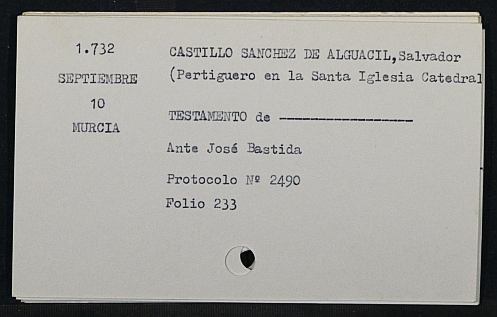 1.732
SEPTIEMBRE
10
MURCIA
CASTILLO SANCHEZ DE ALGUACIL,Salvador
(Pertiguero en la Santa Iglesia Catedral
TESTAMENTO de -----------------
Ante José Bastida
Protocolo Nº 2490
Folio 233